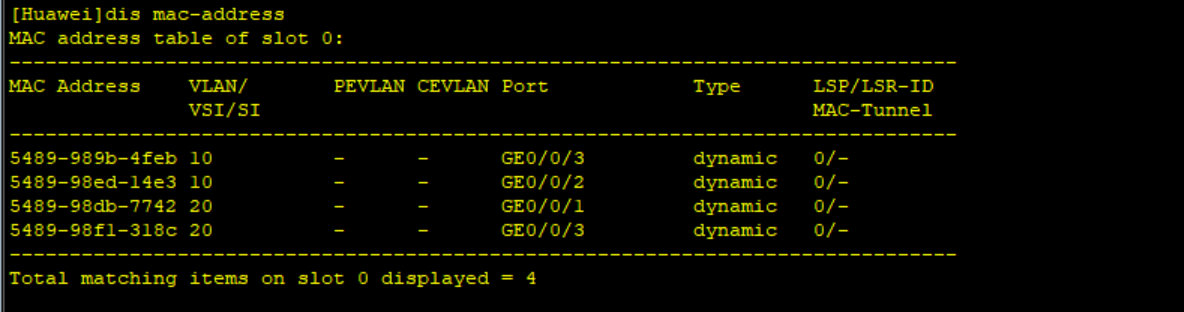 [Huawei]dis mac-address
MAC address table of slot 0:
-------------------------------------------------------------------------------
MAC Address    VLAN/       PEVLAN CEVLAN Port            Type      LSP/LSR-ID
               VSI/SI                                              MAC-Tunnel
-------------------------------------------------------------------------------
5489-989b-4feb 10          -      -      GE0/0/3         dynamic   0/-
5489-98ed-14e3 10          -      -      GE0/0/2         dynamic   0/-
5489-98db-7742 20          -      -      GE0/0/1         dynamic   0/-
5489-98f1-318c 20          -      -      GE0/0/3         dynamic   0/-
-------------------------------------------------------------------------------
Total matching items on slot 0 displayed = 4